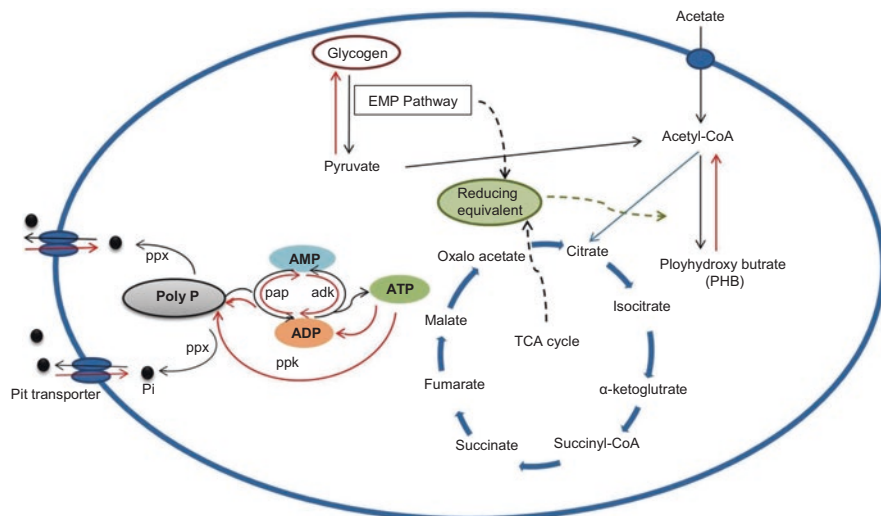 Acetate
Glycogen
EMP Pathway
Acetyl-CoA
Pyruvate
Reducing
equivalent
ppx
AMP
Oxalo acetate
Citrate
Ployhydroxy butrate
(PHB)
Poly P
pap
adk
ATP
Isocitrate
ADP
Malate
TCA cycle
ppx
ppk
Pit transporter
Pi
Fumarate
α-ketoglutrate
Succinate
Succinyl-CoA